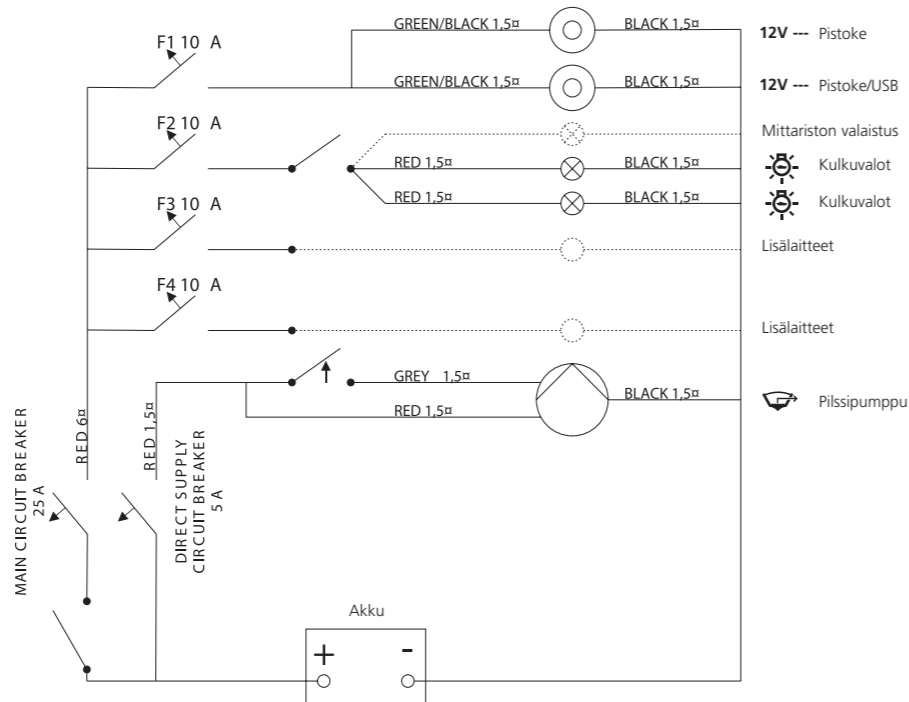 GREEN/BLACK 1,5¤ BLACK 1,5¤ 12V --- Pistoke
F1 10 A
GREEN/BLACK 1,5¤ BLACK 1,5¤ 12V --- Pistoke/USB
F2 10 A
Mittariston valaistus
RED 1,5¤ BLACK 1,5¤ Kulkuvalot
RED 1,5¤ BLACK 1,5¤ Kulkuvalot
F3 10 A
Lisälaitteet
F4 10 A
Lisälaitteet
GREY 1,5¤
BLACK 1,5¤ Pilssipumppu
RED 1,5¤
RED 6¤
RED 1,5¤
MAIN CIRCUIT BREAKER
25 A
DIRECT SUPPLY
CIRCUIT BREAKER
5 A
Akku
+ -